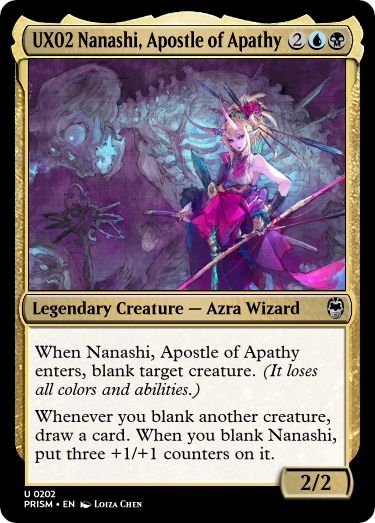 UX02 Nanashi, Apostle of Apathy 2
Legendary Creature — Azra Wizard
When Nanashi, Apostle of Apathy
enters, blank target creature. (It loses
all colors and abilities.)
Whenever you blank another creature,
draw a card. When you blank Nanashi,
put three +1/+1 counters on it.
2/2
U 0202
PRISM • EN Loiza Chen